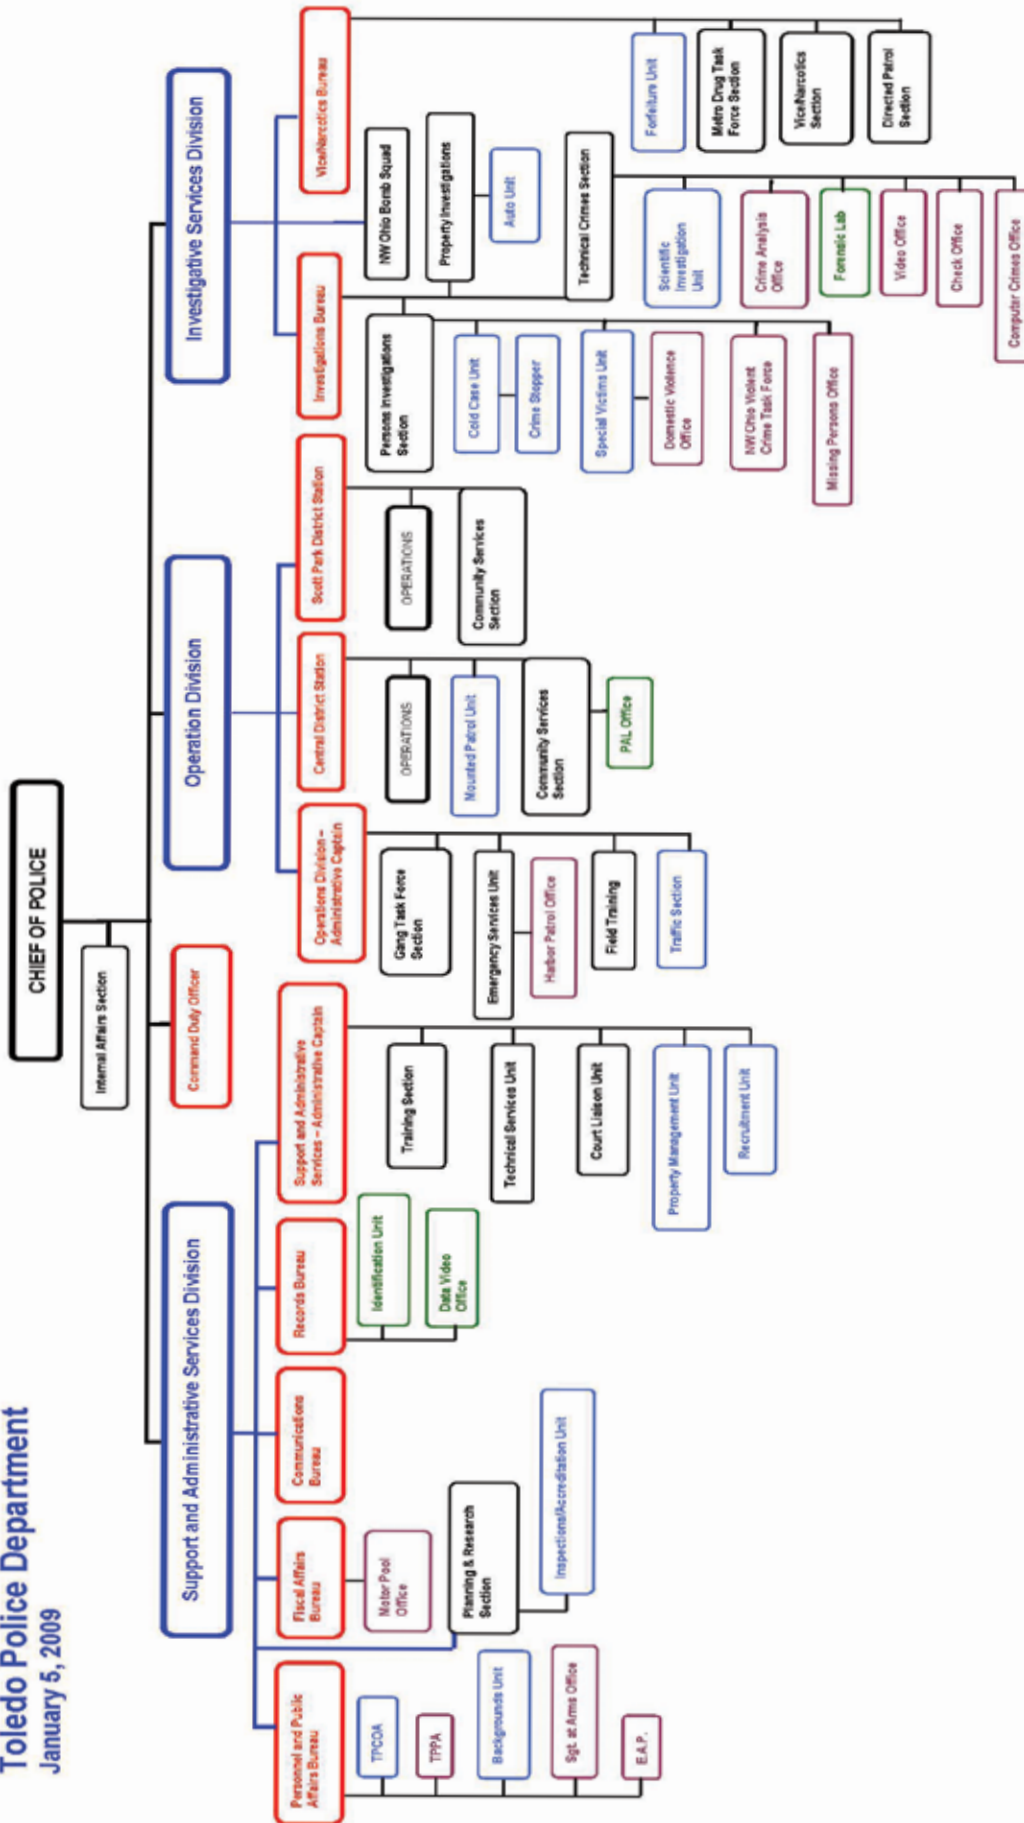 Toledo Police Department
January 5, 2009
CHIEF OF POLICE
Internal Affairs Section
Command Duty Officer
Support and Administrative Services Division
Operation Division
Investigative Services Division
Personnel and Public
Affairs Bureau
TPCOA
TPPA
Backgrounds Unit
Sgt. at Arms Office
E.A.P.
Fiscal Affairs
Bureau
Motor Pool
Office
Planning & Research
Section
Inspections/Accreditation Unit
Communications
Bureau
Records Bureau
Identification Unit
Data Video
Office
Support and Administrative
Services – Administrative Captain
Training Section
Technical Services Unit
Court Liaison Unit
Property Management Unit
Recruitment Unit
Operations Division –
Administrative Captain
Gang Task Force
Section
Emergency Services Unit
Harbor Patrol Office
Field Training
Traffic Section
Central District Station
OPERATIONS
Mounted Patrol Unit
Community Services
Section
PAL Office
Scott Park District Station
OPERATIONS
Community Services
Section
Investigations Bureau
Persons Investigations
Section
Cold Case Unit
Crime Stopper
Special Victims Unit
Domestic Violence
Office
NW Ohio Violent
Crime Task Force
Missing Persons Office
NW Ohio Bomb Squad
Property Investigations
Auto Unit
Technical Crimes Section
Scientific
Investigation
Unit
Crime Analysis
Office
Forensic Lab
Video Office
Check Office
Computer Crimes Office
Vice/Narcotics Bureau
Forfeiture Unit
Metro Drug Task
Force Section
Vice/Narcotics
Section
Directed Patrol
Section